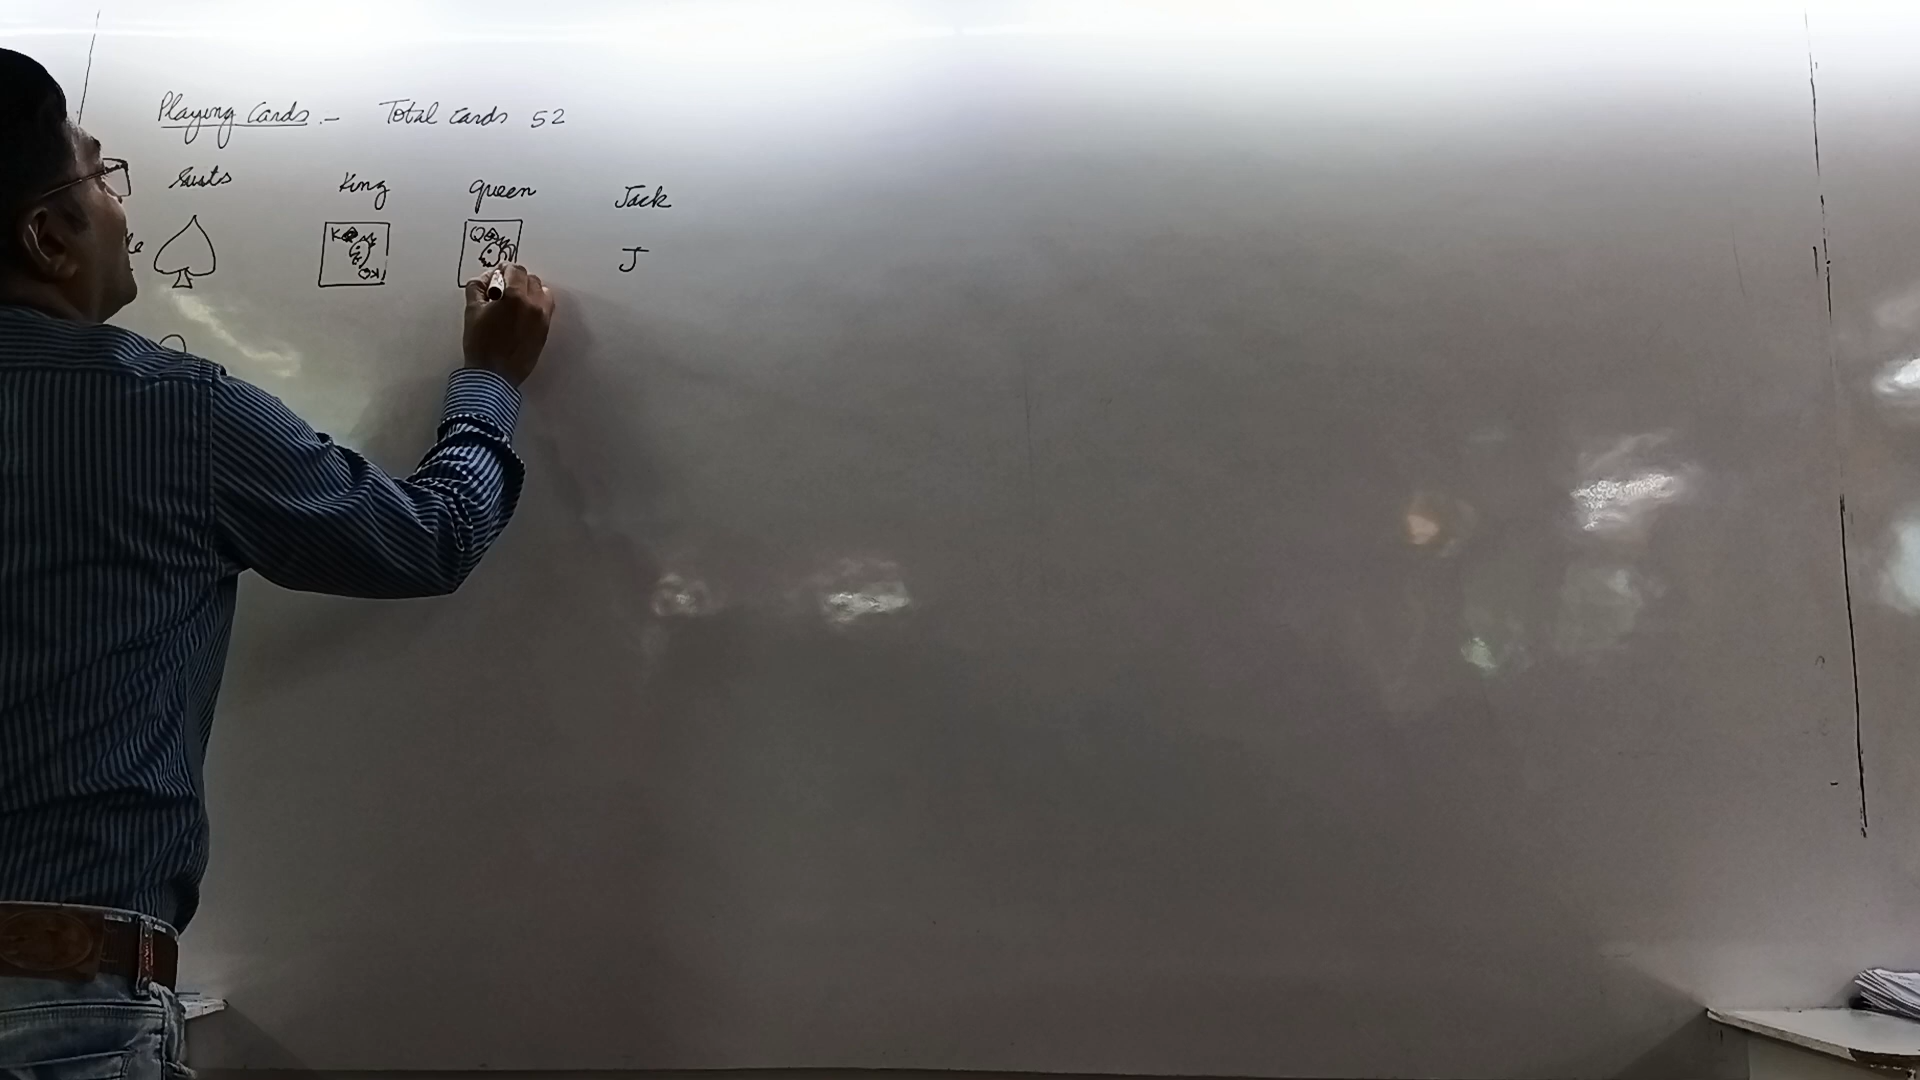 Playing Cards :- Total cards 52
Suits King queen Jack
K Q J
K